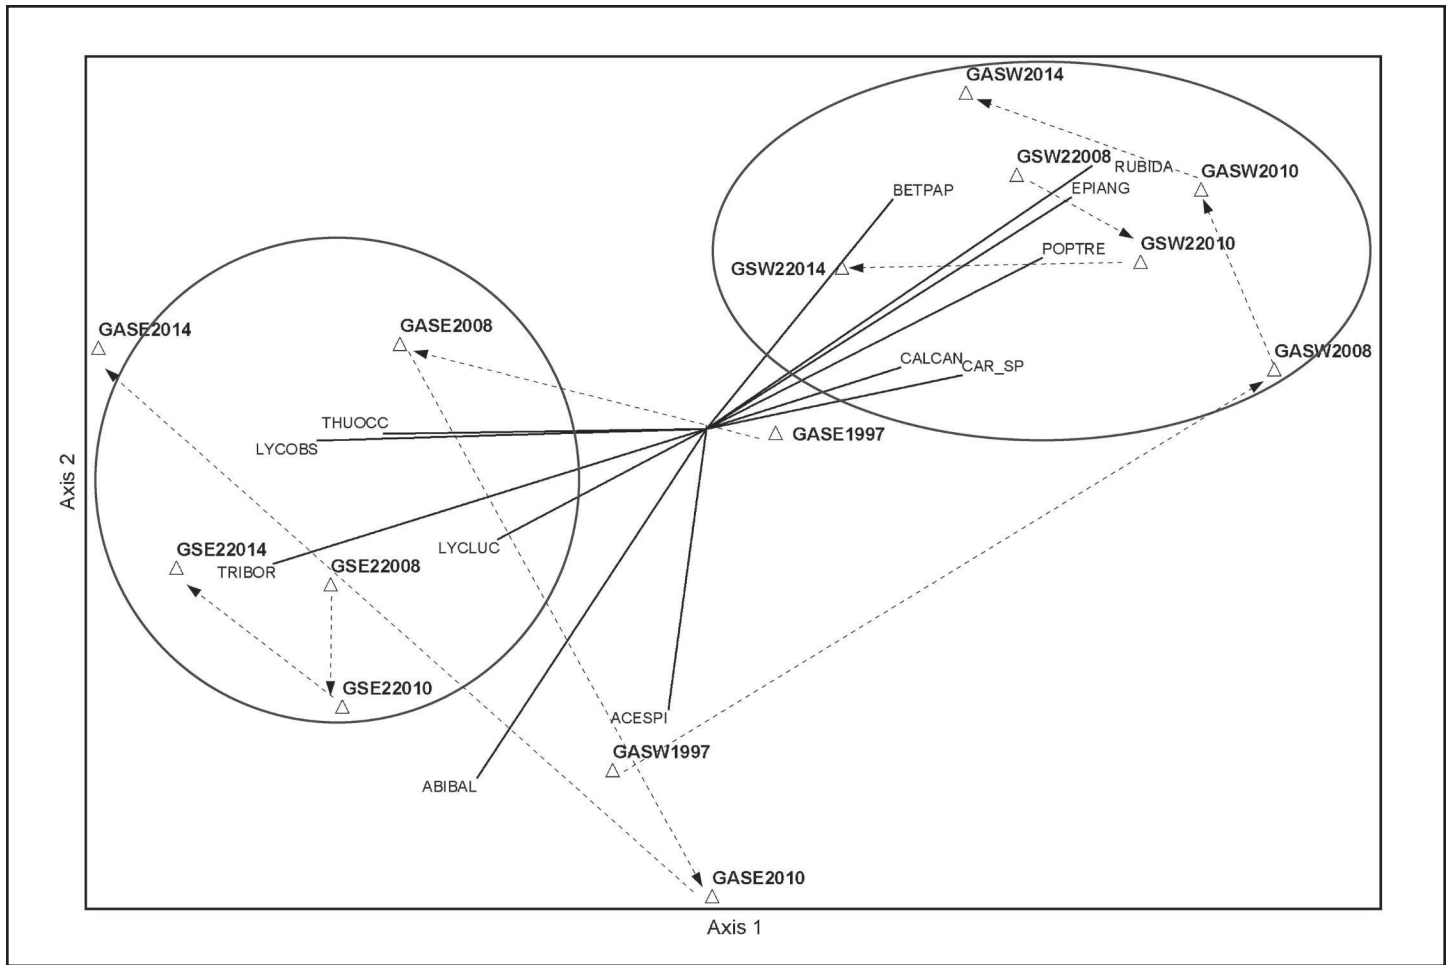 GASW2014
GSW22008
RUBIDA
GASW2010
BETPAP
EPIANG
GSW22010
POPTRE
GSW22014
GASE2014
GASE2008
GASW2008
CALCAN
CAR_SP
THUOCC
GASE1997
LYCOBS
Axis 2
GSE22014
LYCLUC
TRIBOR
GSE22008
GSE22010
ACESPI
GASW1997
ABIBAL
GASE2010
Axis 1